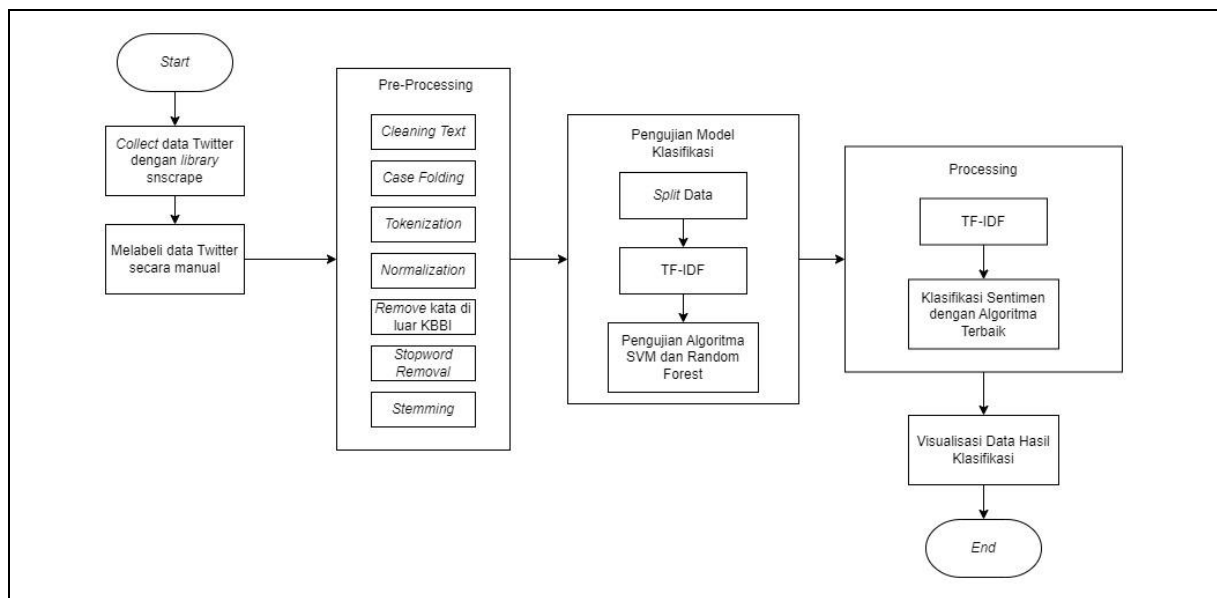 Start
Collect data Twitter
dengan library
snscrape
Melabeli data Twitter
secara manual
Pre-Processing
Cleaning Text
Case Folding
Tokenization
Normalization
Remove kata di
luar KBBI
Stopword
Removal
Stemming
Pengujian Model
Klasifikasi
Split Data
TF-IDF
Pengujian Algoritma
SVM dan Random
Forest
Processing
TF-IDF
Klasifikasi Sentimen
dengan Algoritma
Terbaik
Visualisasi Data Hasil
Klasifikasi
End